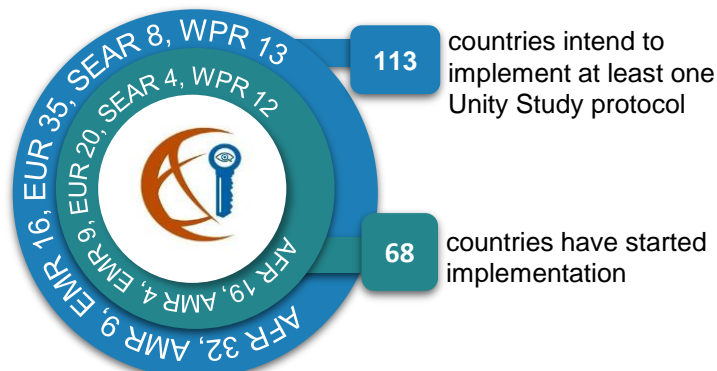 AFR 32, AMR 9, EMR 16, EUR 35, SEAR 8, WPR 13
AFR 19, AMR 4, EMR 9, EUR 20, SEAR 4, WPR 12
113
countries intend to
implement at least one
Unity Study protocol
68
countries have started
implementation